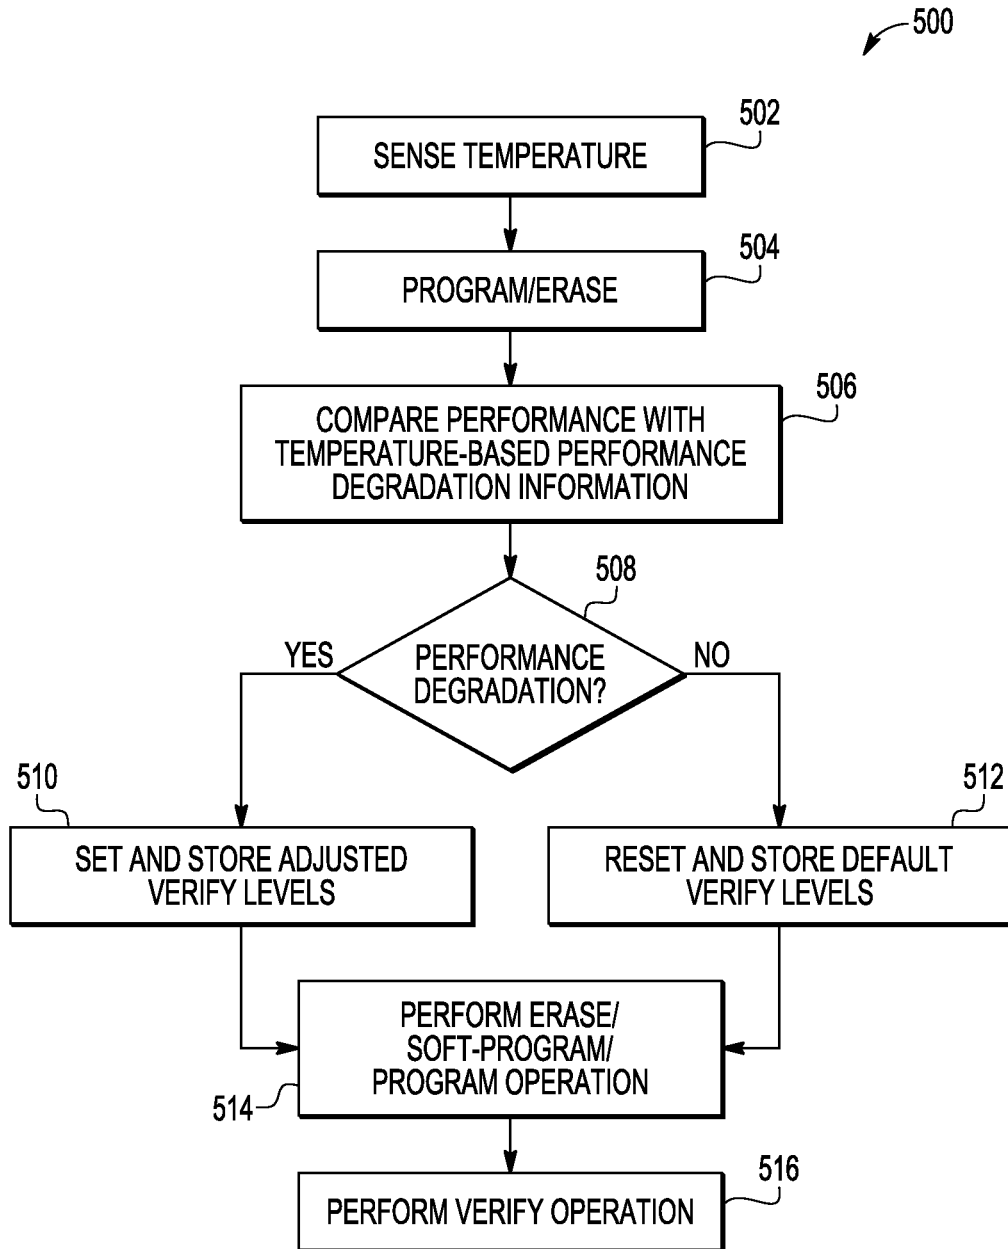 500
502
SENSE TEMPERATURE
504
PROGRAM/ERASE
506
COMPARE PERFORMANCE WITH
TEMPERATURE-BASED PERFORMANCE
DEGRADATION INFORMATION
508
YES
PERFORMANCE
DEGRADATION?
NO
510
SET AND STORE ADJUSTED
VERIFY LEVELS
512
RESET AND STORE DEFAULT
VERIFY LEVELS
PERFORM ERASE/
SOFT-PROGRAM/
PROGRAM OPERATION
514
516
PERFORM VERIFY OPERATION